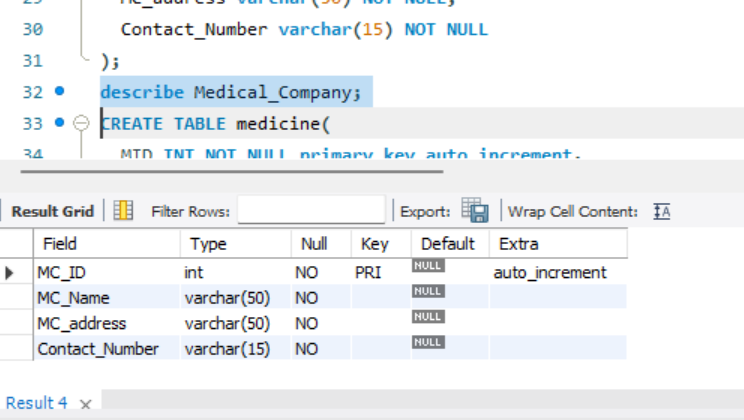 29 Mc_address varchar(50) NOT NULL,
30 Contact_Number varchar(15) NOT NULL
31 );
32 describe Medical_Company;
33 CREATE TABLE medicine(
34 MID INT NOT NULL primary key auto_increment,
Result Grid Filter Rows: Export: Wrap Cell Content: IA
Field Type Null Key Default Extra
MC_ID int NO PRI NULL auto_increment
MC_Name varchar(50) NO NULL
MC_address varchar(50) NO NULL
Contact_Number varchar(15) NO NULL
Result 4 ×